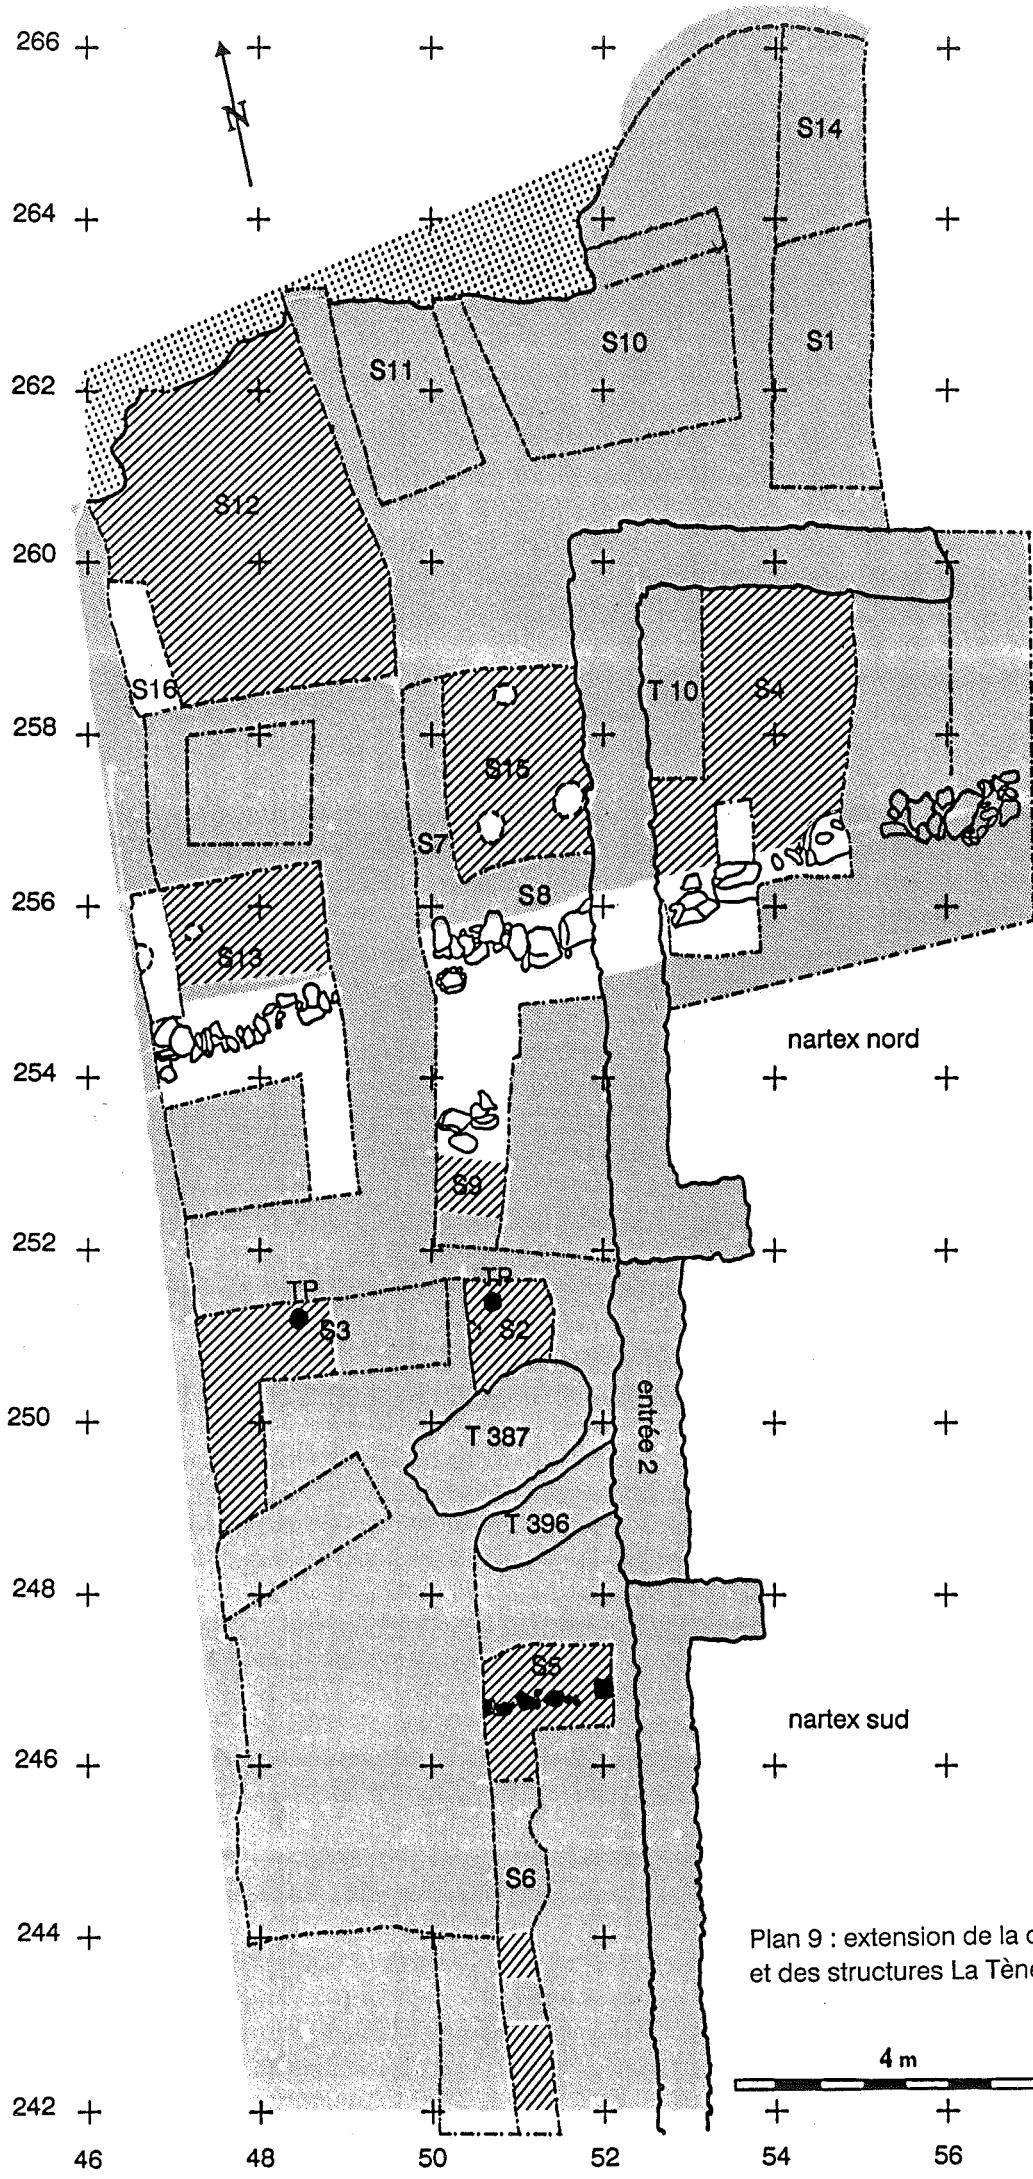 266
N
S14
264
S10
S1
S11
262
S12
260
T 10
S4
S16
258
S15
S7
S8
256
S13
nartex nord
254
S9
252
TP
TP
S3
S2
250
entrée 2
T 387
T 396
248
S5
nartex sud
246
S6
244
Plan 9 : extension de la
et des structures La
4 m
242
46
48
50
52
54
56